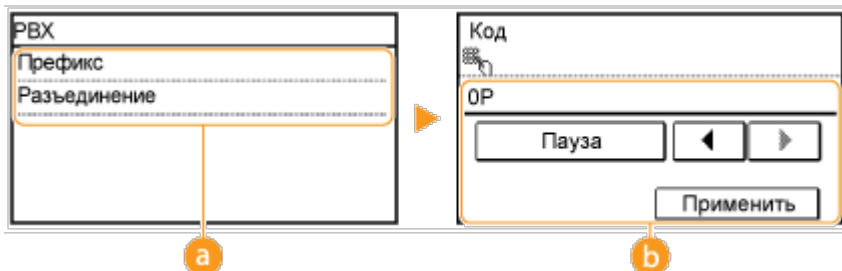 PBX
Префикс
Разъединение
a
Код
0P
Пауза
Применить
b